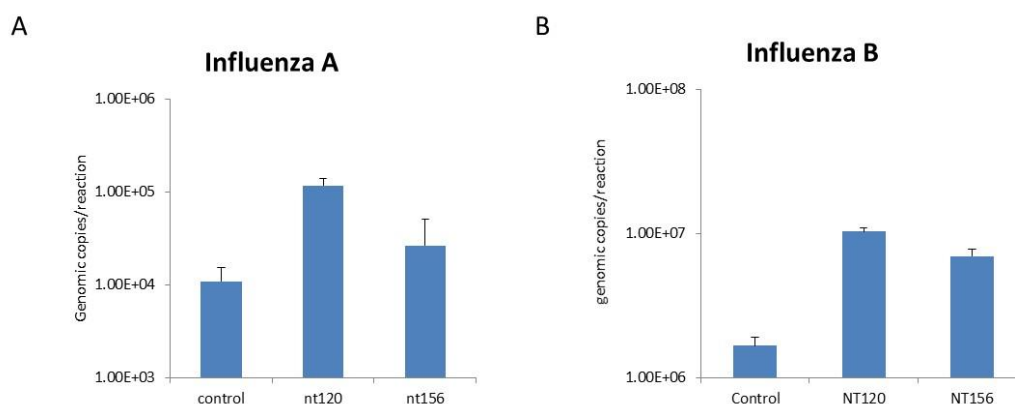 A
Influenza A
Genomic copies/reaction
1.00E+06
1.00E+05
1.00E+04
1.00E+03
control nt120 nt156
B
Influenza B
genomic copies/reaction
1.00E+08
1.00E+07
1.00E+06
Control NT120 NT156